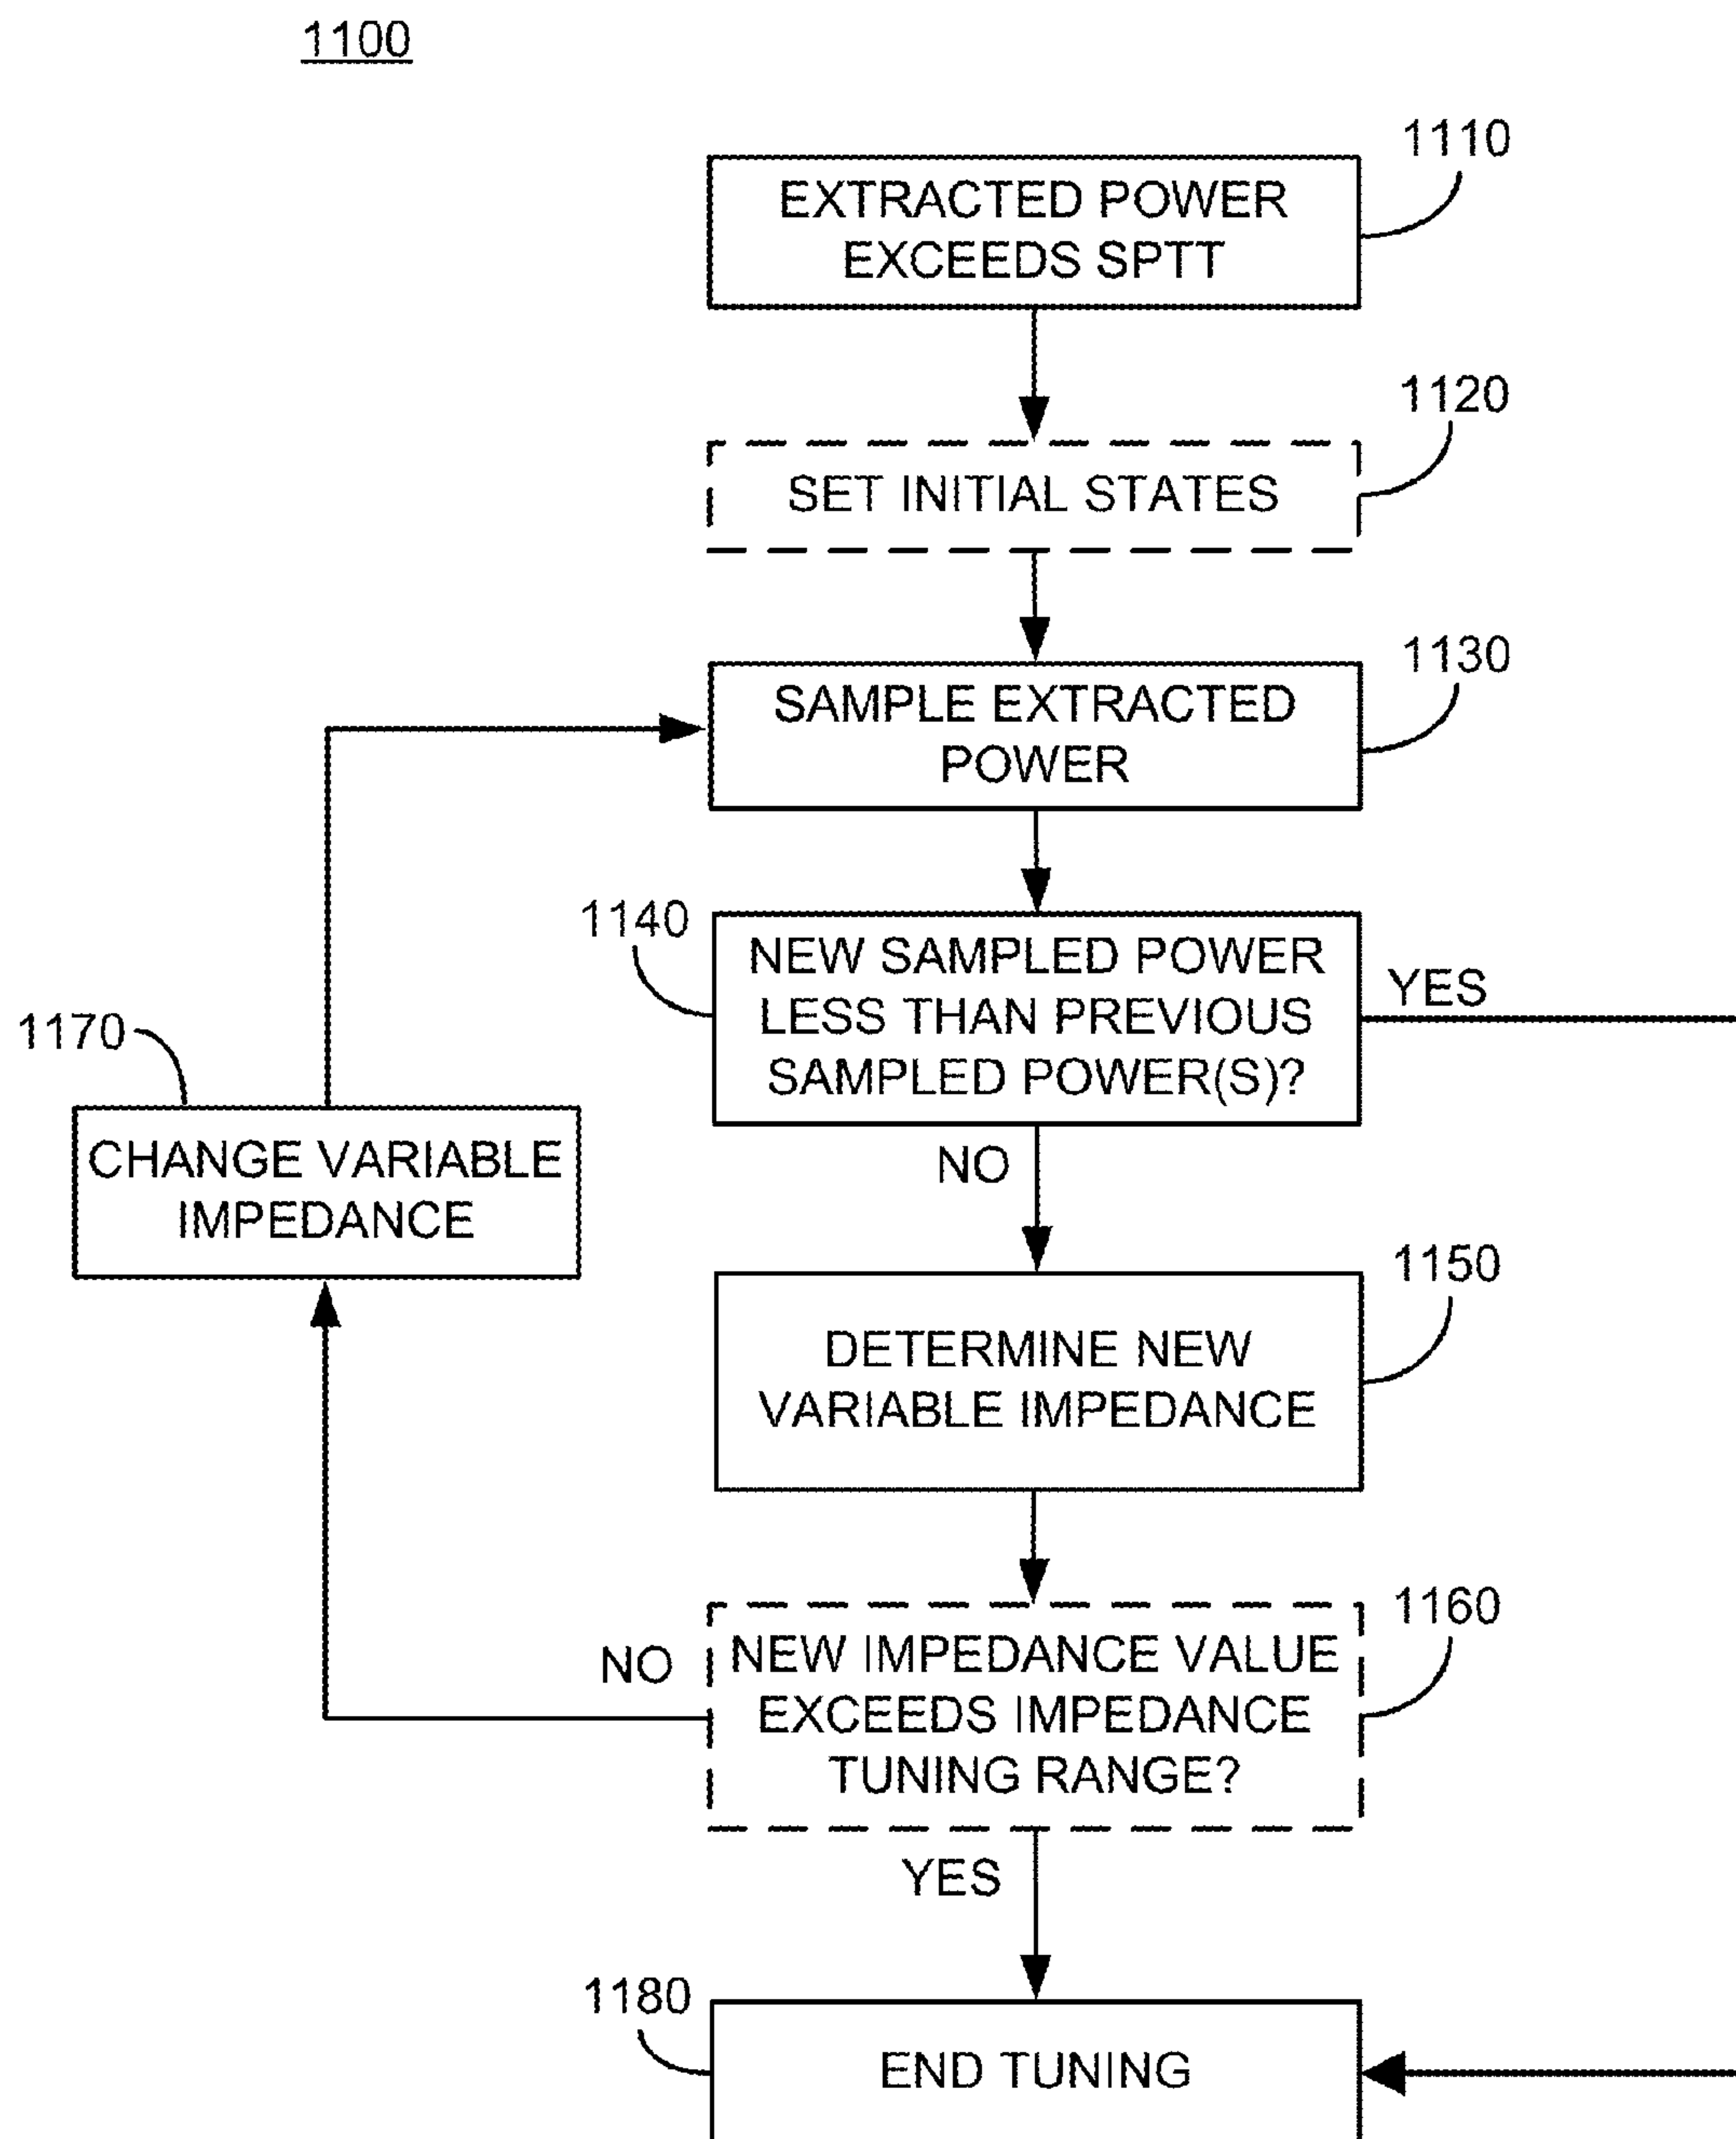 1100
1110
EXTRACTED POWER
EXCEEDS SPTT
1120
SET INITIAL STATES
1130
SAMPLE EXTRACTED
POWER
1140
NEW SAMPLED POWER
LESS THAN PREVIOUS
SAMPLED POWER(S)?
YES
1170
CHANGE VARIABLE
IMPEDANCE
NO
1150
DETERMINE NEW
VARIABLE IMPEDANCE
1160
NO
NEW IMPEDANCE VALUE
EXCEEDS IMPEDANCE
TUNING RANGE?
YES
1180
END TUNING